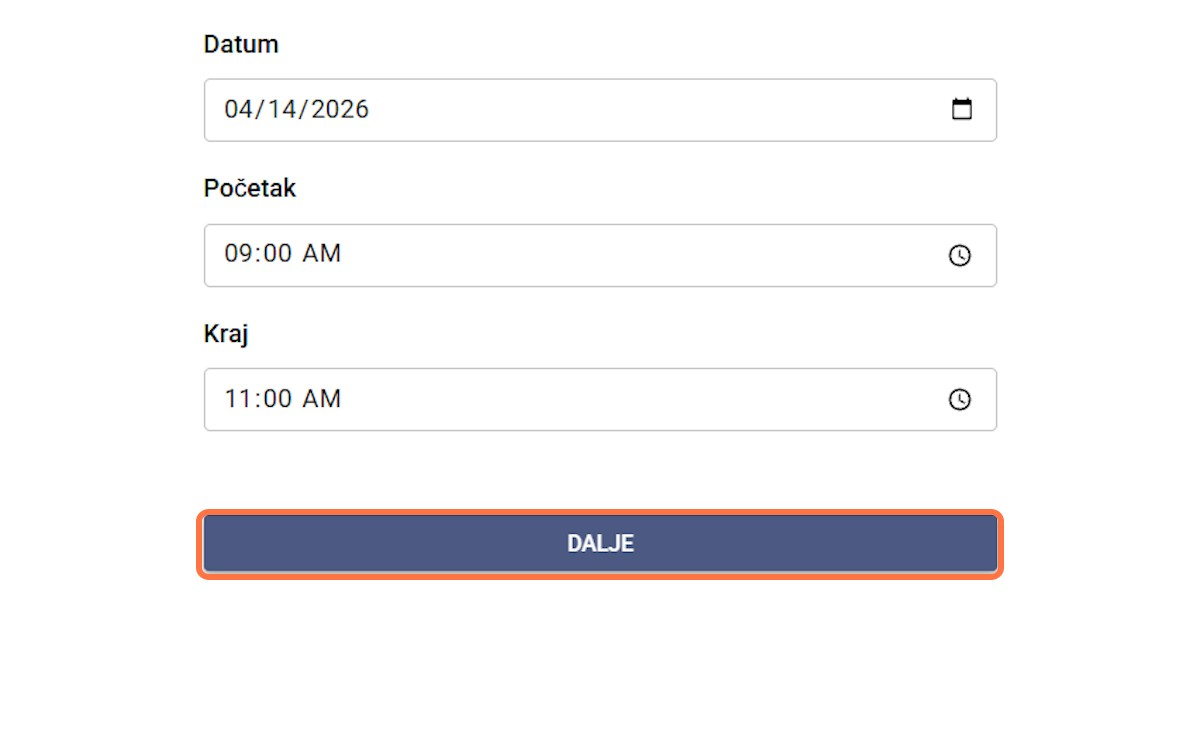 Datum
04/14/2026
Početak
09:00 AM
Kraj
11:00 AM
DALJE